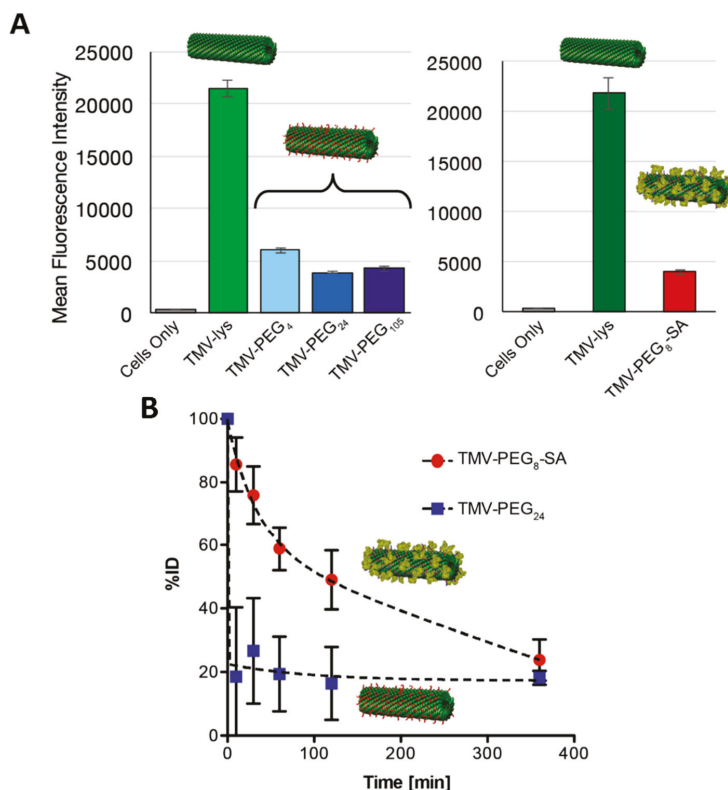 A
Mean Fluorescence Intensity
25000
20000
15000
10000
5000
0
Cells Only
TMV-lys
TMV-PEG₄
TMV-PEG₂₄
TMV-PEG₁₀₅
25000
20000
15000
10000
5000
0
Cells Only
TMV-lys
TMV-PEG₈-SA
B
%ID
100
80
60
40
20
0
0 100 200 300 400
Time [min]
TMV-PEG₈-SA
TMV-PEG₂₄